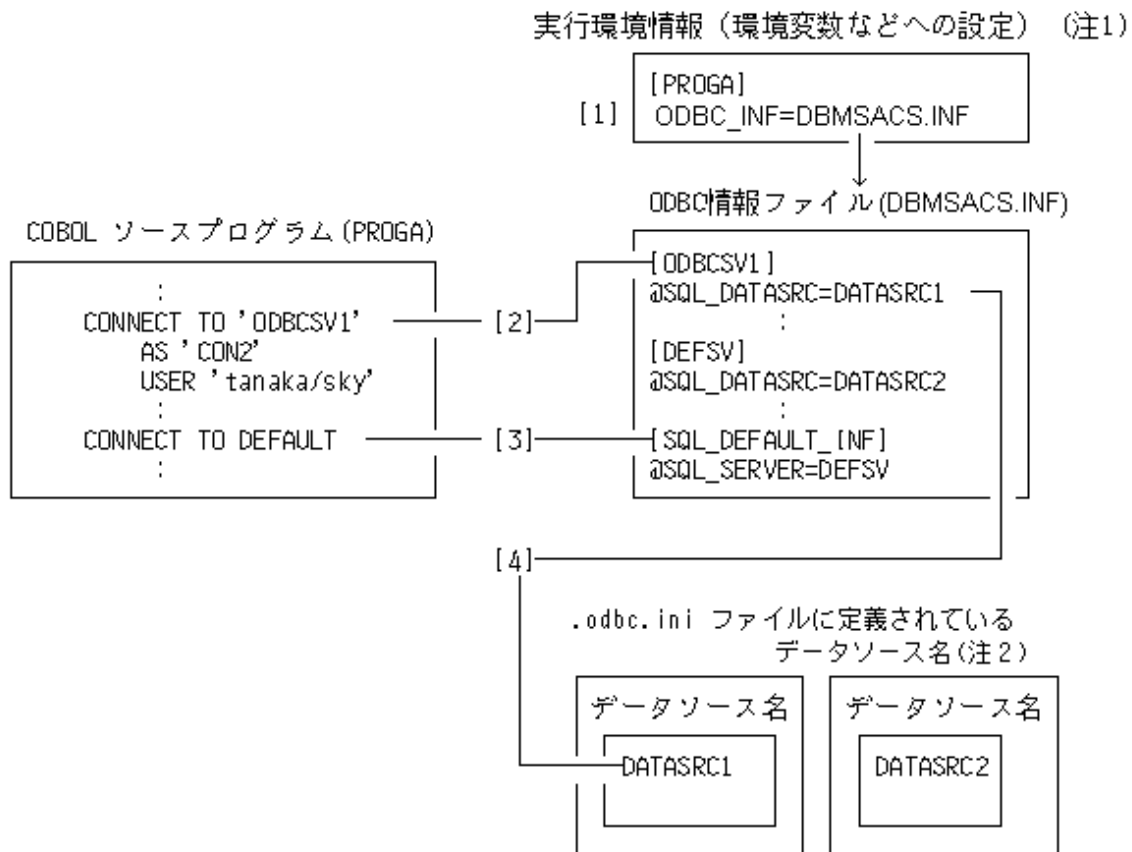 実行環境情報（環境変数などへの設定） (注1)
[PROGA]
[1] ODBC_INF=DBMSACS.INF
ODBC情報ファイル(DBMSACS.INF)
COBOL ソースプログラム(PROGA)
:
CONNECT TO 'ODBCSV1'
AS 'CON2'
USER 'tanaka/sky'
:
CONNECT TO DEFAULT
:
[2]
[3]
[ODBCSV1]
@SQL_DATASRC=DATASRC1
:
[DEFSV]
@SQL_DATASRC=DATASRC2
:
[SQL_DEFAULT_INF]
@SQL_SERVER=DEFSV
[4]
.odbc.ini ファイルに定義されている
データソース名(注２)
データソース名
DATASRC1
データソース名
DATASRC2